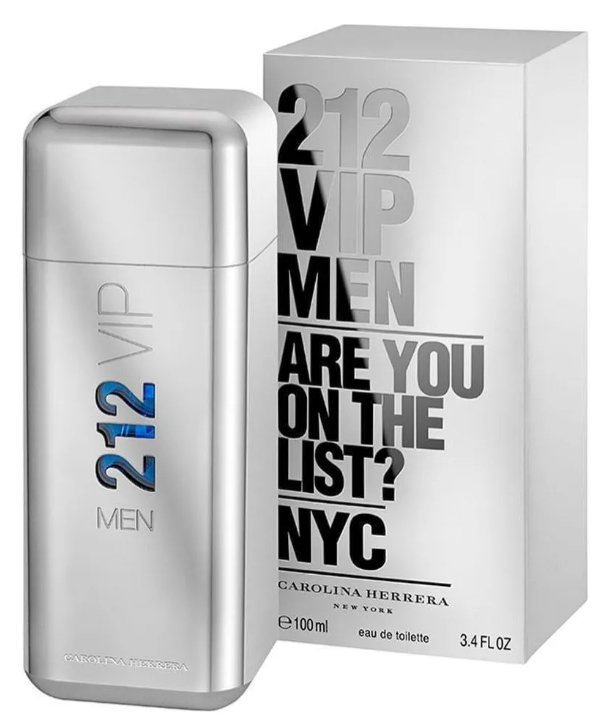 212 VIP
MEN
CAROLINA HERRERA
212
VIP
MEN
ARE YOU
ON THE
LIST?
NYC
CAROLINA HERRERA
NEW YORK
℮100 ml
eau de toilette
3.4 FL OZ